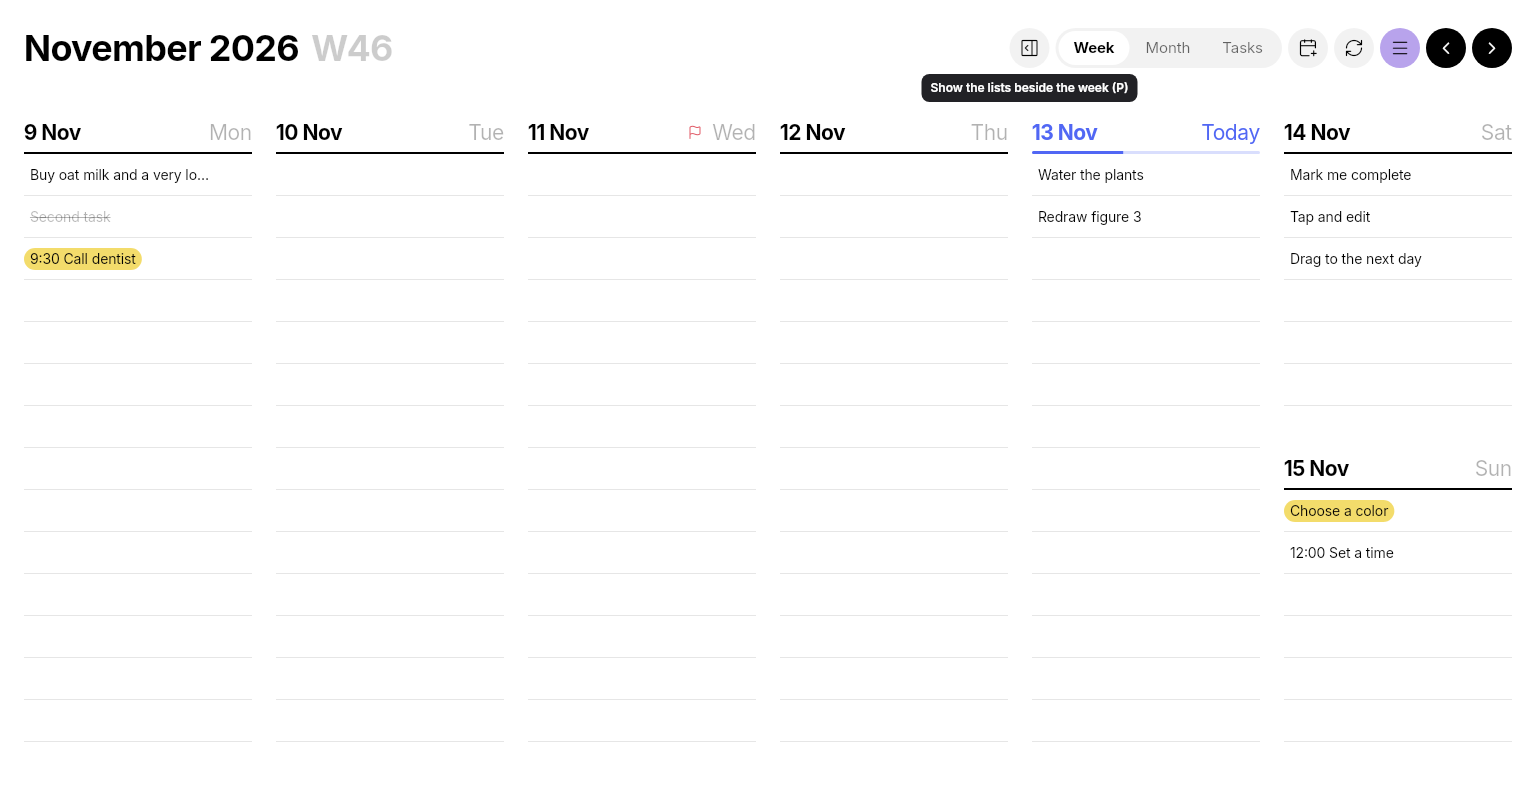 November 2026 W46
Week Month Tasks
Show the lists beside the week (P)
9 Nov Mon
Buy oat milk and a very lo...
Second task
9:30 Call dentist
10 Nov Tue
11 Nov Wed
12 Nov Thu
13 Nov Today
Water the plants
Redraw figure 3
14 Nov Sat
Mark me complete
Tap and edit
Drag to the next day
15 Nov Sun
Choose a color
12:00 Set a time